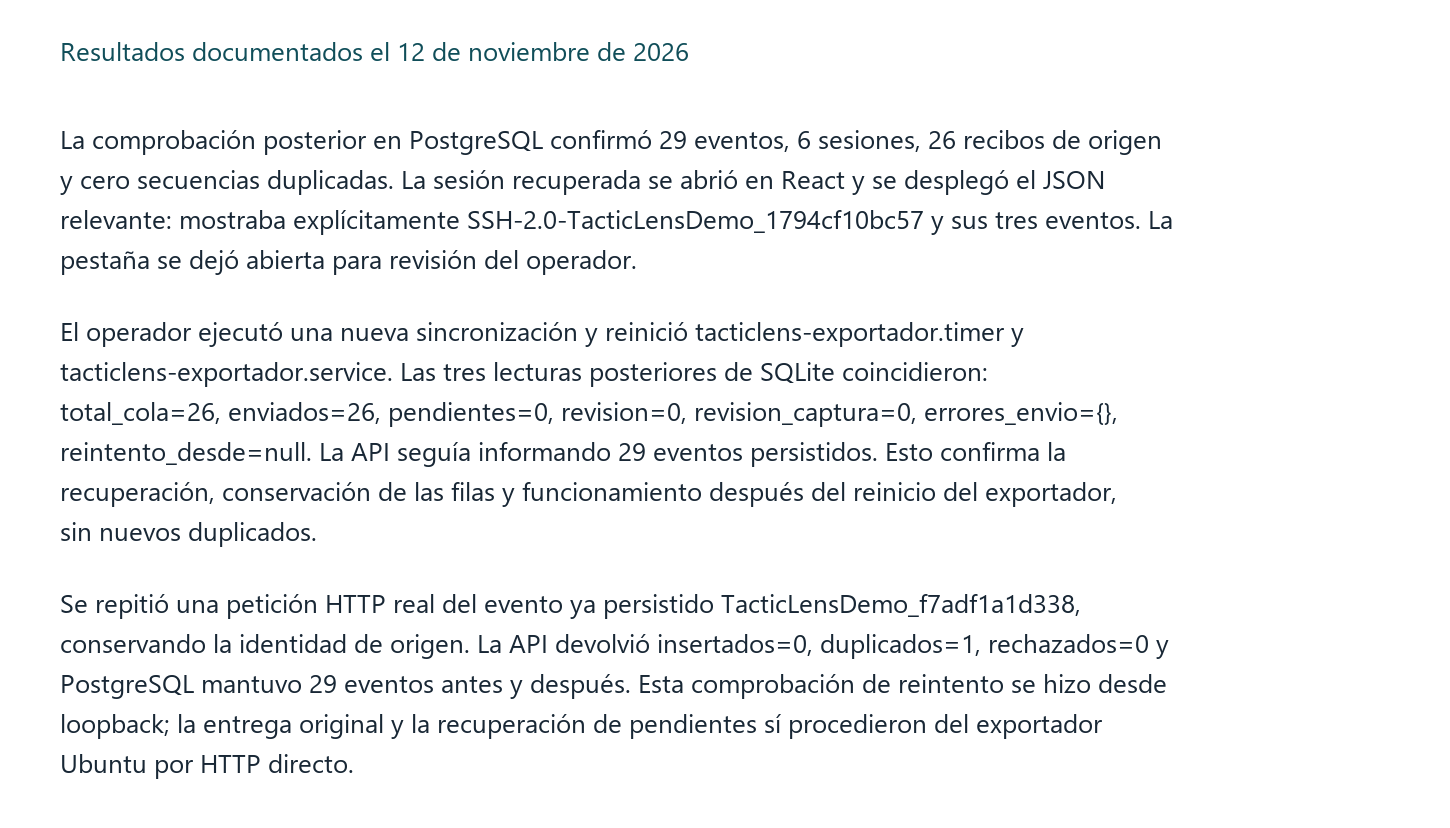 Resultados documentados el 12 de noviembre de 2026
La comprobación posterior en PostgreSQL confirmó 29 eventos, 6 sesiones, 26 recibos de origen
y cero secuencias duplicadas. La sesión recuperada se abrió en React y se desplegó el JSON
relevante: mostraba explícitamente SSH-2.0-TacticLensDemo_1794cf10bc57 y sus tres eventos. La
pestaña se dejó abierta para revisión del operador.
El operador ejecutó una nueva sincronización y reinició tacticlens-exportador.timer y
tacticlens-exportador.service. Las tres lecturas posteriores de SQLite coincidieron:
total_cola=26, enviados=26, pendientes=0, revision=0, revision_captura=0, errores_envio={},
reintento_desde=null. La API seguía informando 29 eventos persistidos. Esto confirma la
recuperación, conservación de las filas y funcionamiento después del reinicio del exportador,
sin nuevos duplicados.
Se repitió una petición HTTP real del evento ya persistido TacticLensDemo_f7adf1a1d338,
conservando la identidad de origen. La API devolvió insertados=0, duplicados=1, rechazados=0 y
PostgreSQL mantuvo 29 eventos antes y después. Esta comprobación de reintento se hizo desde
loopback; la entrega original y la recuperación de pendientes sí procedieron del exportador
Ubuntu por HTTP directo.